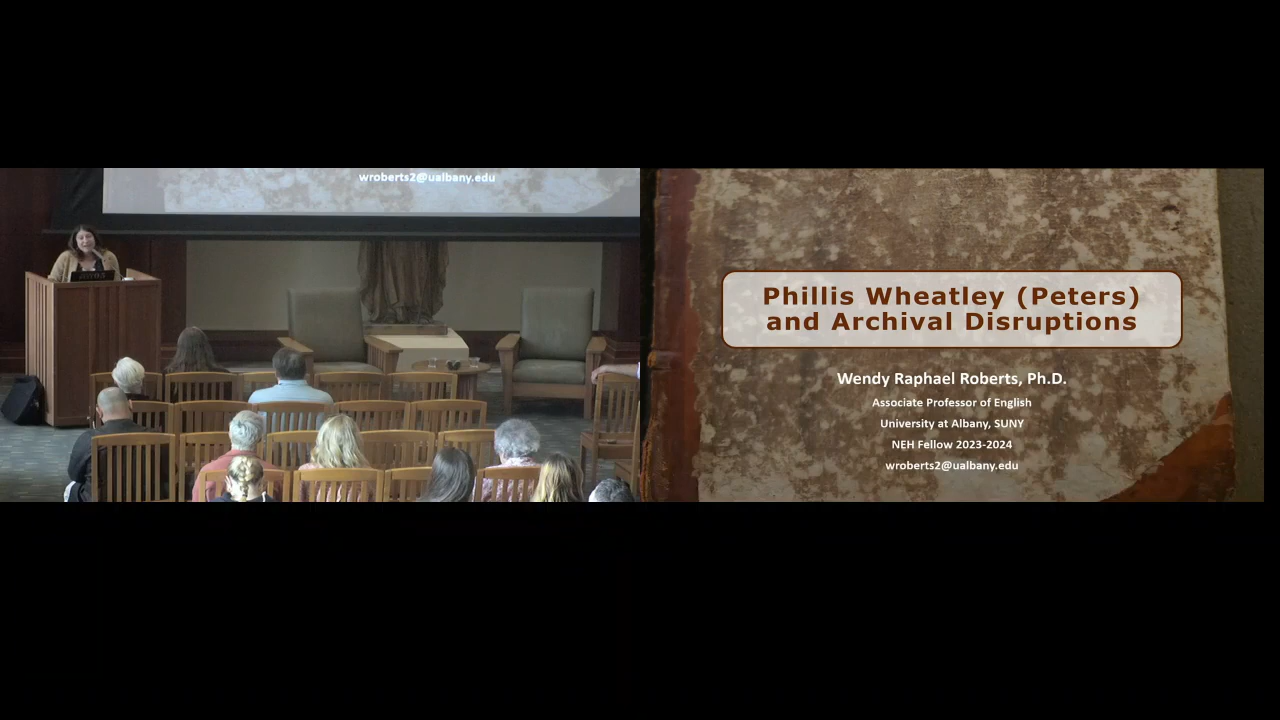 wroberts2@ualbany.edu
Phillis Wheatley (Peters)
and Archival Disruptions
Wendy Raphael Roberts, Ph.D.
Associate Professor of English
University at Albany, SUNY
NEH Fellow 2023-2024
wroberts2@ualbany.edu